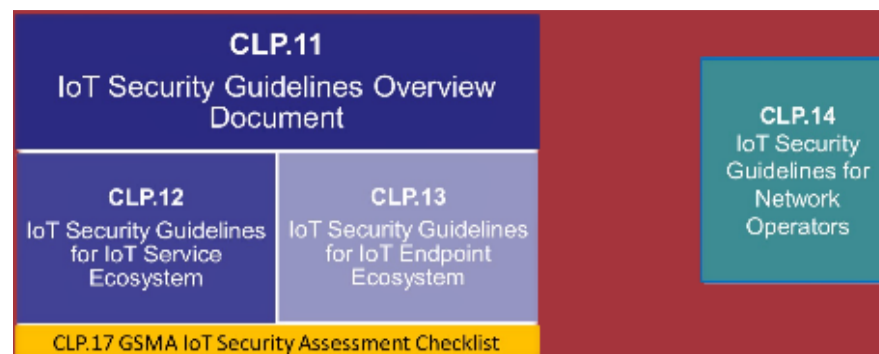 CLP.11
IoT Security Guidelines Overview
Document
CLP.12
IoT Security Guidelines
for IoT Service
Ecosystem
CLP.13
IoT Security Guidelines
for IoT Endpoint
Ecosystem
CLP.17 GSMA IoT Security Assessment Checklist
CLP.14
IoT Security
Guidelines for
Network
Operators